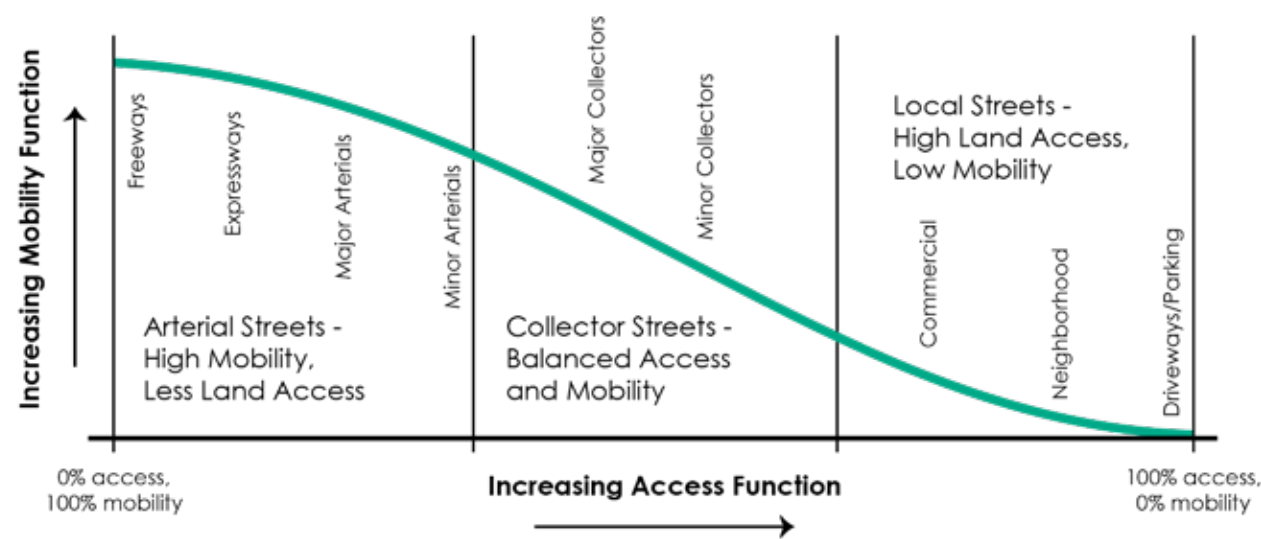 Increasing Mobility Function
Freeways
Expressways
Major Arterials
Minor Arterials
Arterial Streets -
High Mobility,
Less Land Access
Major Collectors
Minor Collectors
Collector Streets -
Balanced Access
and Mobility
Local Streets -
High Land Access,
Low Mobility
Commercial
Neighborhood
Driveways/Parking
0% access,
100% mobility
Increasing Access Function
100% access,
0% mobility